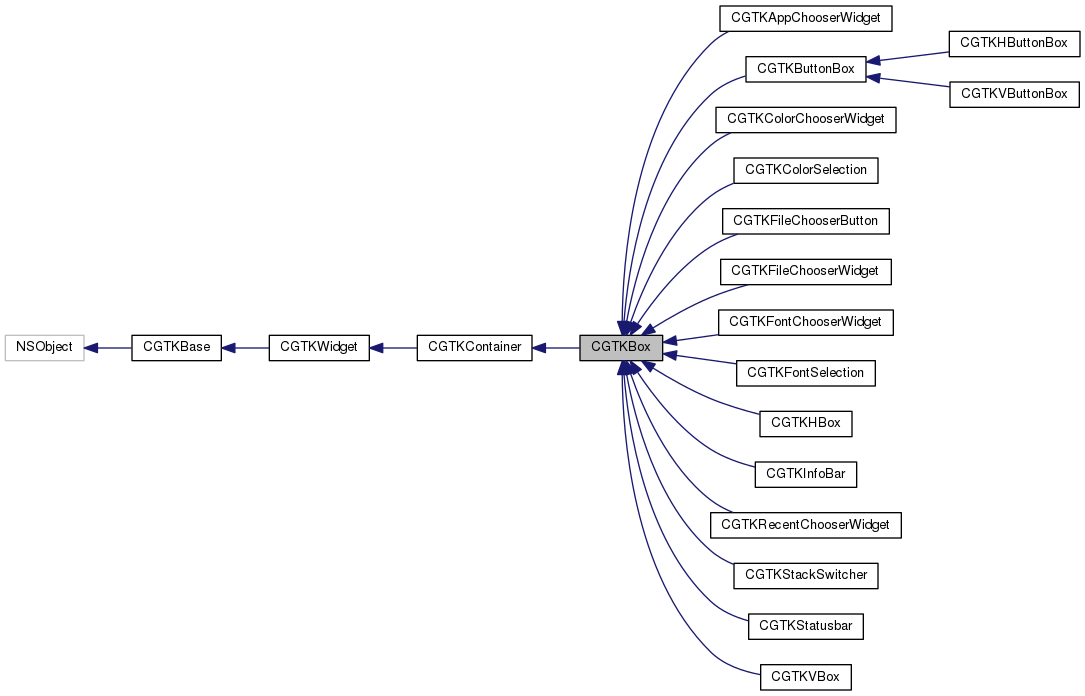 CGTKAppChooserWidget
CGTKHButtonBox
CGTKButtonBox
CGTKVButtonBox
CGTKColorChooserWidget
CGTKColorSelection
CGTKFileChooserButton
CGTKFileChooserWidget
CGTKFontChooserWidget
NSObject
CGTKBase
CGTKWidget
CGTKContainer
CGTKBox
CGTKFontSelection
CGTKHBox
CGTKInfoBar
CGTKRecentChooserWidget
CGTKStackSwitcher
CGTKStatusbar
CGTKVBox